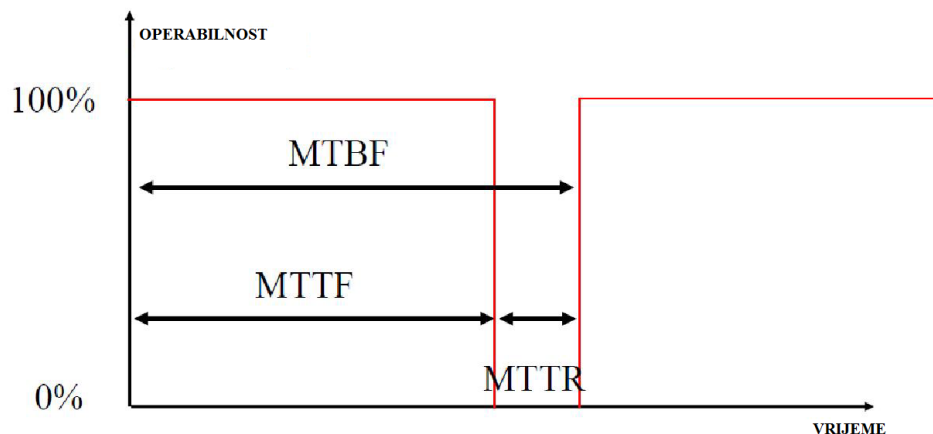 OPERABILNOST
100%
MTBF
MTTF
MTTR
0%
VRIJEME